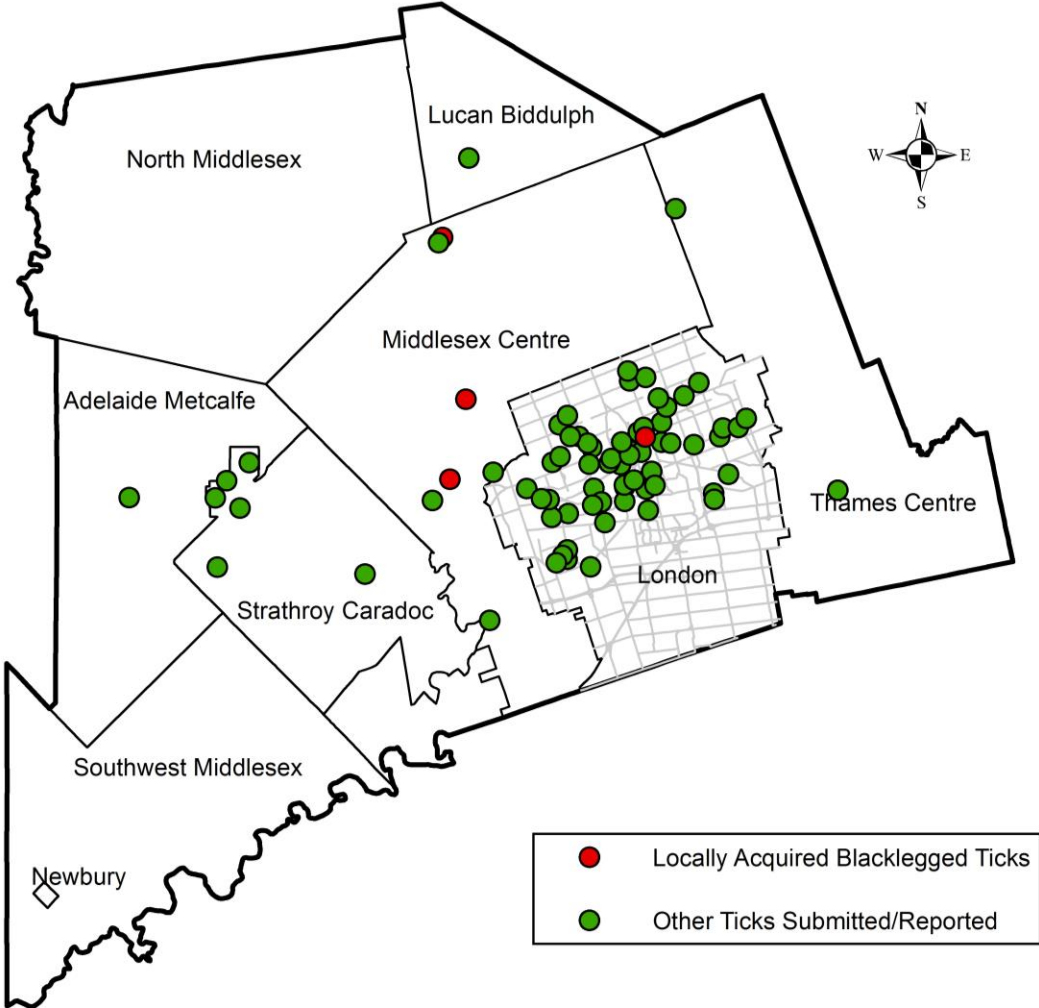 Lucan Biddulph
North Middlesex
N
W
E
S
Middlesex Centre
Adelaide Metcalfe
Thames Centre
London
Strathroy Caradoc
Southwest Middlesex
Newbury
Locally Acquired Blacklegged Ticks
Other Ticks Submitted/Reported